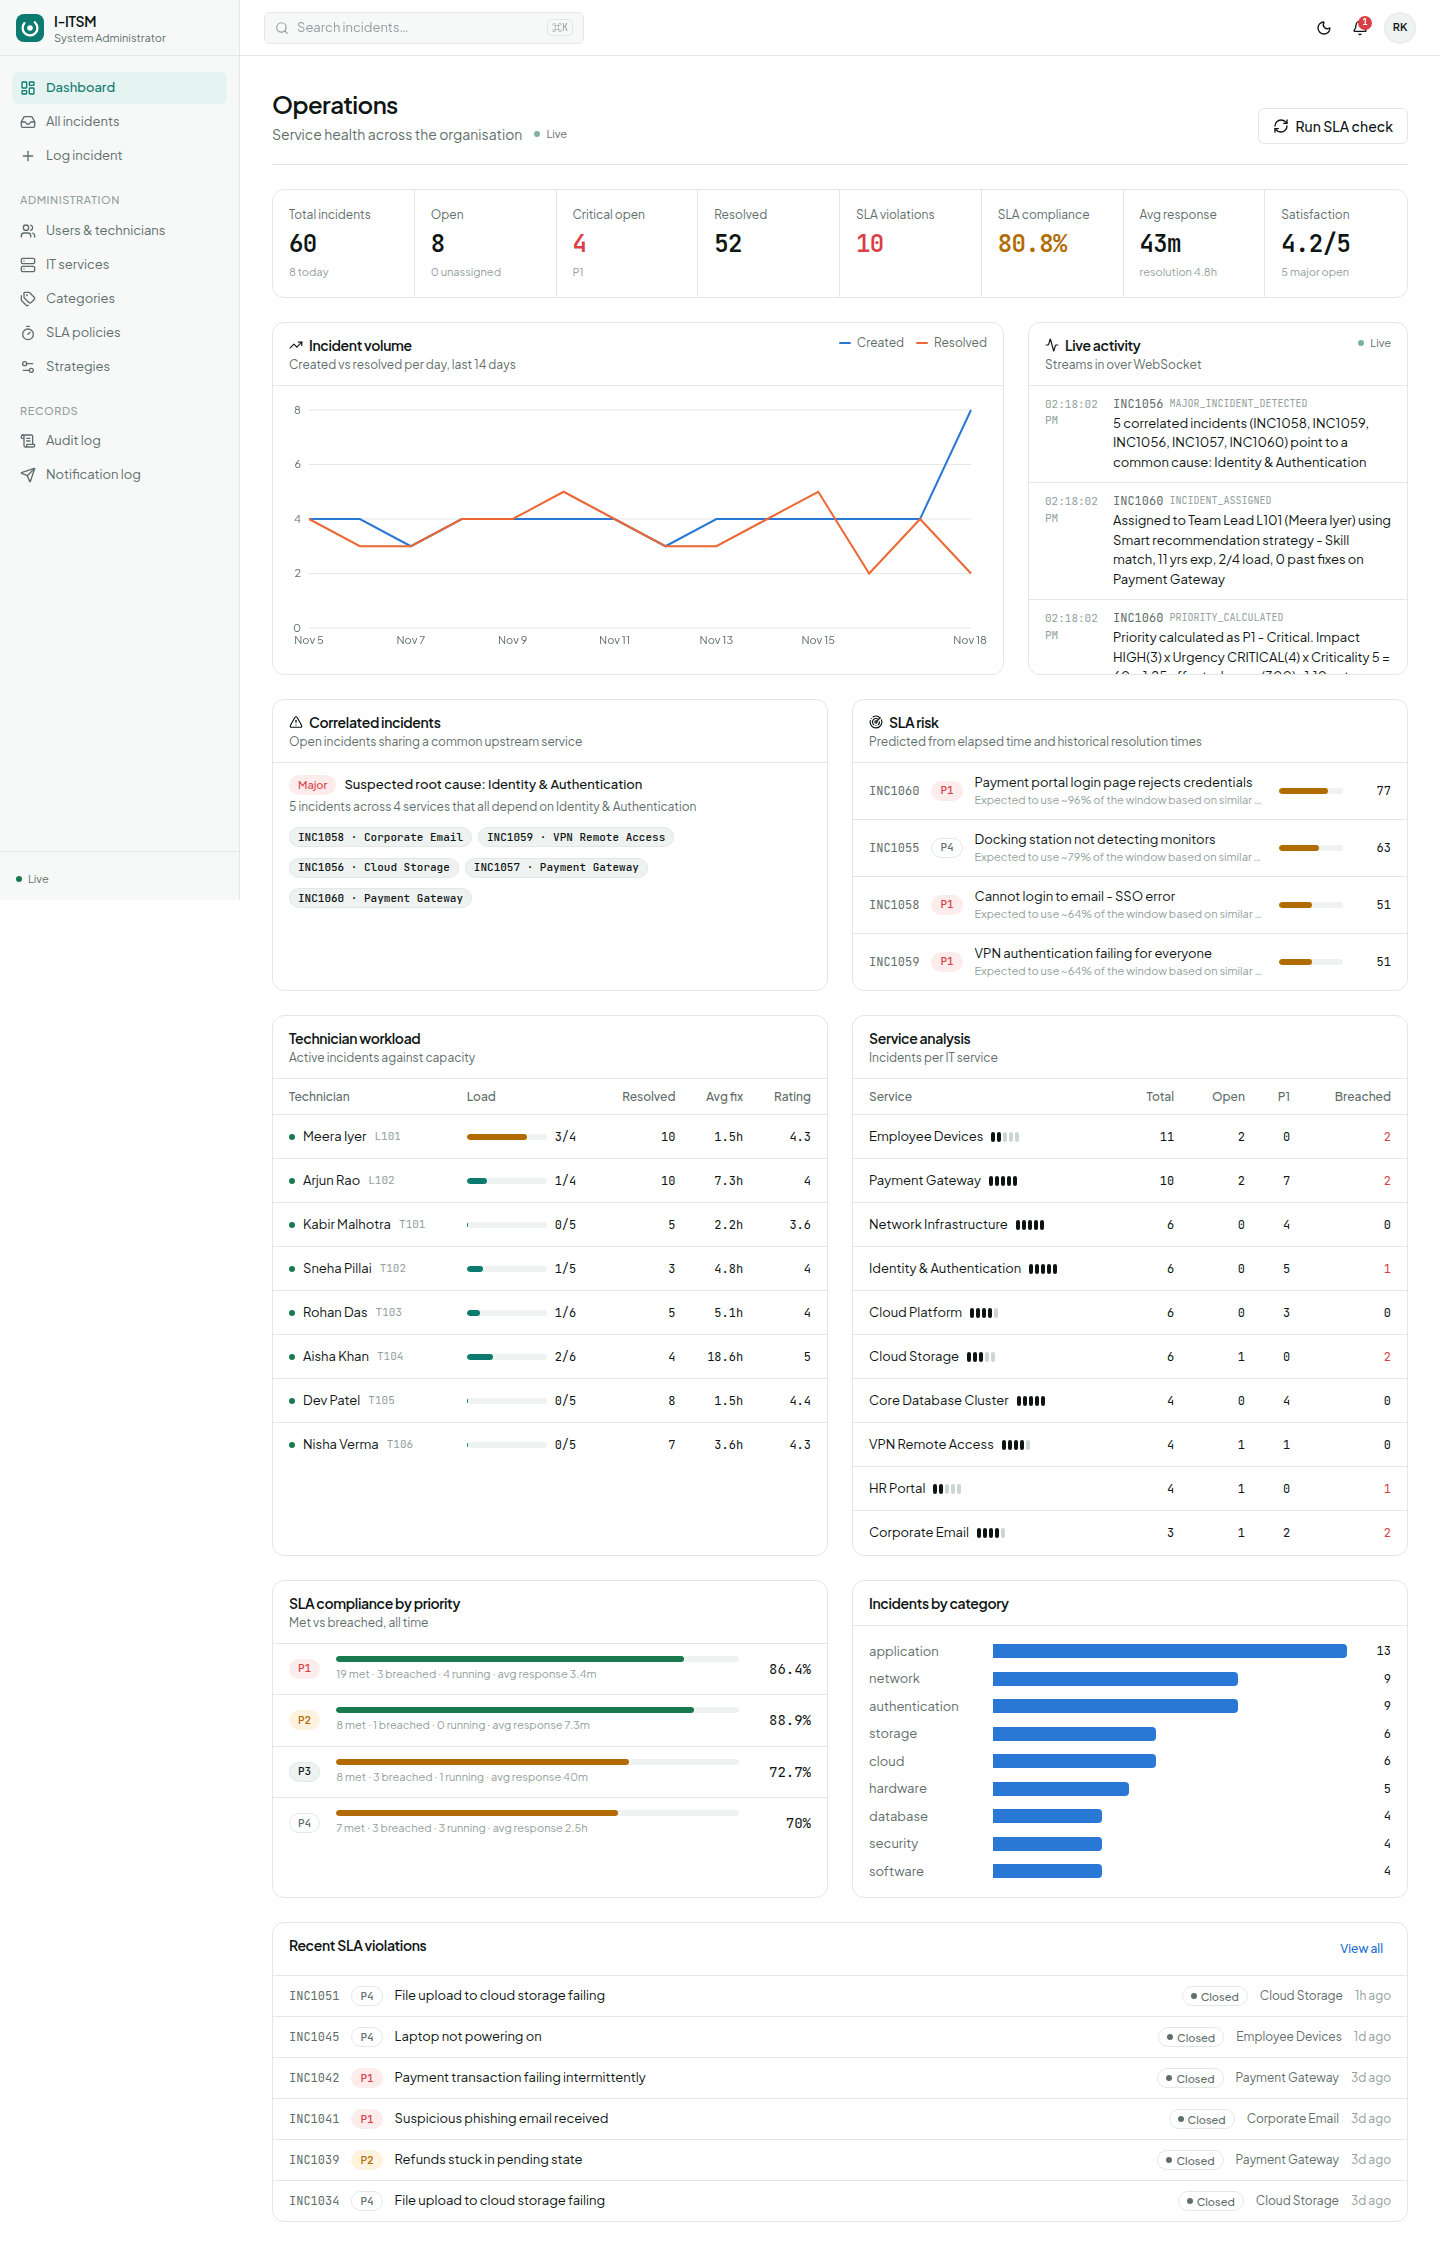 I-ITSM
System Administrator
Search incidents...
⌘K
1
RK
Dashboard
All incidents
Log incident
ADMINISTRATION
Users & technicians
IT services
Categories
SLA policies
Strategies
RECORDS
Audit log
Notification log
Live
Operations
Service health across the organisation Live
Run SLA check
Total incidents
60
8 today
Open
8
0 unassigned
Critical open
4
P1
Resolved
52
SLA violations
10
SLA compliance
80.8%
Avg response
43m
resolution 4.8h
Satisfaction
4.2/5
5 major open
Incident volume
Created vs resolved per day, last 14 days
Created Resolved
8
6
4
2
0
Nov 5 Nov 7 Nov 9 Nov 11 Nov 13 Nov 15 Nov 18
Live activity
Live
Streams in over WebSocket
02:18:02 PM
INC1056 MAJOR_INCIDENT_DETECTED
5 correlated incidents (INC1058, INC1059,
INC1056, INC1057, INC1060) point to a
common cause: Identity & Authentication
02:18:02 PM
INC1060 INCIDENT_ASSIGNED
Assigned to Team Lead L101 (Meera Iyer) using
Smart recommendation strategy - Skill
match, 11 yrs exp, 2/4 load, 0 past fixes on
Payment Gateway
02:18:02 PM
INC1060 PRIORITY_CALCULATED
Priority calculated as P1 - Critical. Impact
HIGH(3) x Urgency CRITICAL(4) x Criticality 5 =
Correlated incidents
Open incidents sharing a common upstream service
Major Suspected root cause: Identity & Authentication
5 incidents across 4 services that all depend on Identity & Authentication
INC1058 · Corporate Email INC1059 · VPN Remote Access
INC1056 · Cloud Storage INC1057 · Payment Gateway
INC1060 · Payment Gateway
SLA risk
Predicted from elapsed time and historical resolution times
INC1060 P1 Payment portal login page rejects credentials 77
Expected to use ~96% of the window based on similar ...
INC1055 P4 Docking station not detecting monitors 63
Expected to use ~79% of the window based on similar ...
INC1058 P1 Cannot login to email - SSO error 51
Expected to use ~64% of the window based on similar ...
INC1059 P1 VPN authentication failing for everyone 51
Expected to use ~64% of the window based on similar ...
Technician workload
Active incidents against capacity
Technician Load Resolved Avg fix Rating
Meera Iyer L101 3/4 10 1.5h 4.3
Arjun Rao L102 1/4 10 7.3h 4
Kabir Malhotra T101 0/5 5 2.2h 3.6
Sneha Pillai T102 1/5 3 4.8h 4
Rohan Das T103 1/6 5 5.1h 4
Aisha Khan T104 2/6 4 18.6h 5
Dev Patel T105 0/5 8 1.5h 4.4
Nisha Verma T106 0/5 7 3.6h 4.3
Service analysis
Incidents per IT service
Service Total Open P1 Breached
Employee Devices 11 2 0 2
Payment Gateway 10 2 7 2
Network Infrastructure 6 0 4 0
Identity & Authentication 6 0 5 1
Cloud Platform 6 0 3 0
Cloud Storage 6 1 0 2
Core Database Cluster 4 0 4 0
VPN Remote Access 4 1 1 0
HR Portal 4 1 0 1
Corporate Email 3 1 2 2
SLA compliance by priority
Met vs breached, all time
P1 86.4%
19 met · 3 breached · 4 running · avg response 3.4m
P2 88.9%
8 met · 1 breached · 0 running · avg response 7.3m
P3 72.7%
8 met · 3 breached · 1 running · avg response 40m
P4 70%
7 met · 3 breached · 3 running · avg response 2.5h
Incidents by category
application 13
network 9
authentication 9
storage 6
cloud 6
hardware 5
database 4
security 4
software 4
Recent SLA violations
View all
INC1051 P4 File upload to cloud storage failing Closed Cloud Storage 1h ago
INC1045 P4 Laptop not powering on Closed Employee Devices 1d ago
INC1042 P1 Payment transaction failing intermittently Closed Payment Gateway 3d ago
INC1041 P1 Suspicious phishing email received Closed Corporate Email 3d ago
INC1039 P2 Refunds stuck in pending state Closed Payment Gateway 3d ago
INC1034 P4 File upload to cloud storage failing Closed Cloud Storage 3d ago